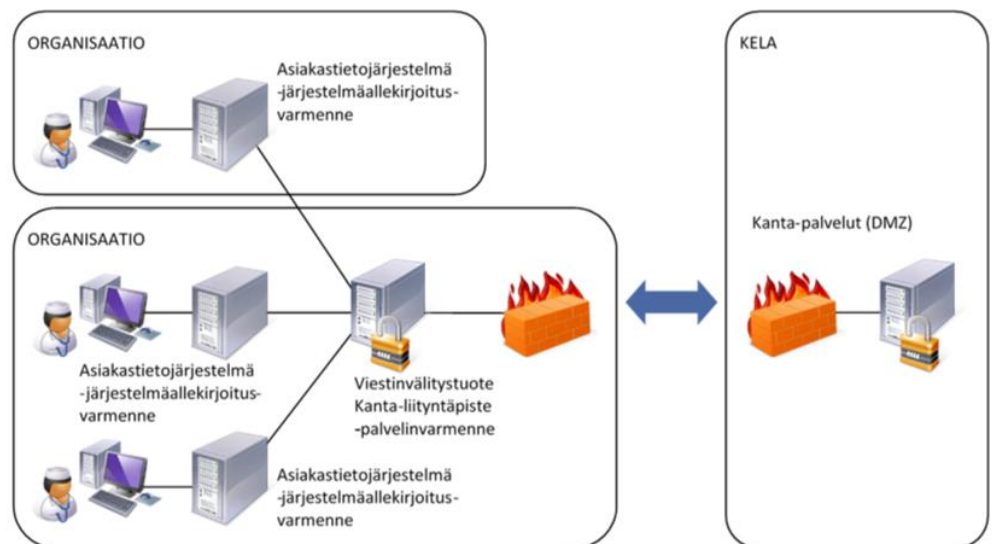 ORGANISAATIO
Asiakastietojärjestelmä
-järjestelmäallekirjoitus-
varmenne
ORGANISAATIO
Asiakastietojärjestelmä
-järjestelmäallekirjoitus-
varmenne
Viestinvälitystuote
Kanta-liityntäpiste
-palvelinvarmenne
Asiakastietojärjestelmä
-järjestelmäallekirjoitus-
varmenne
KELA
Kanta-palvelut (DMZ)